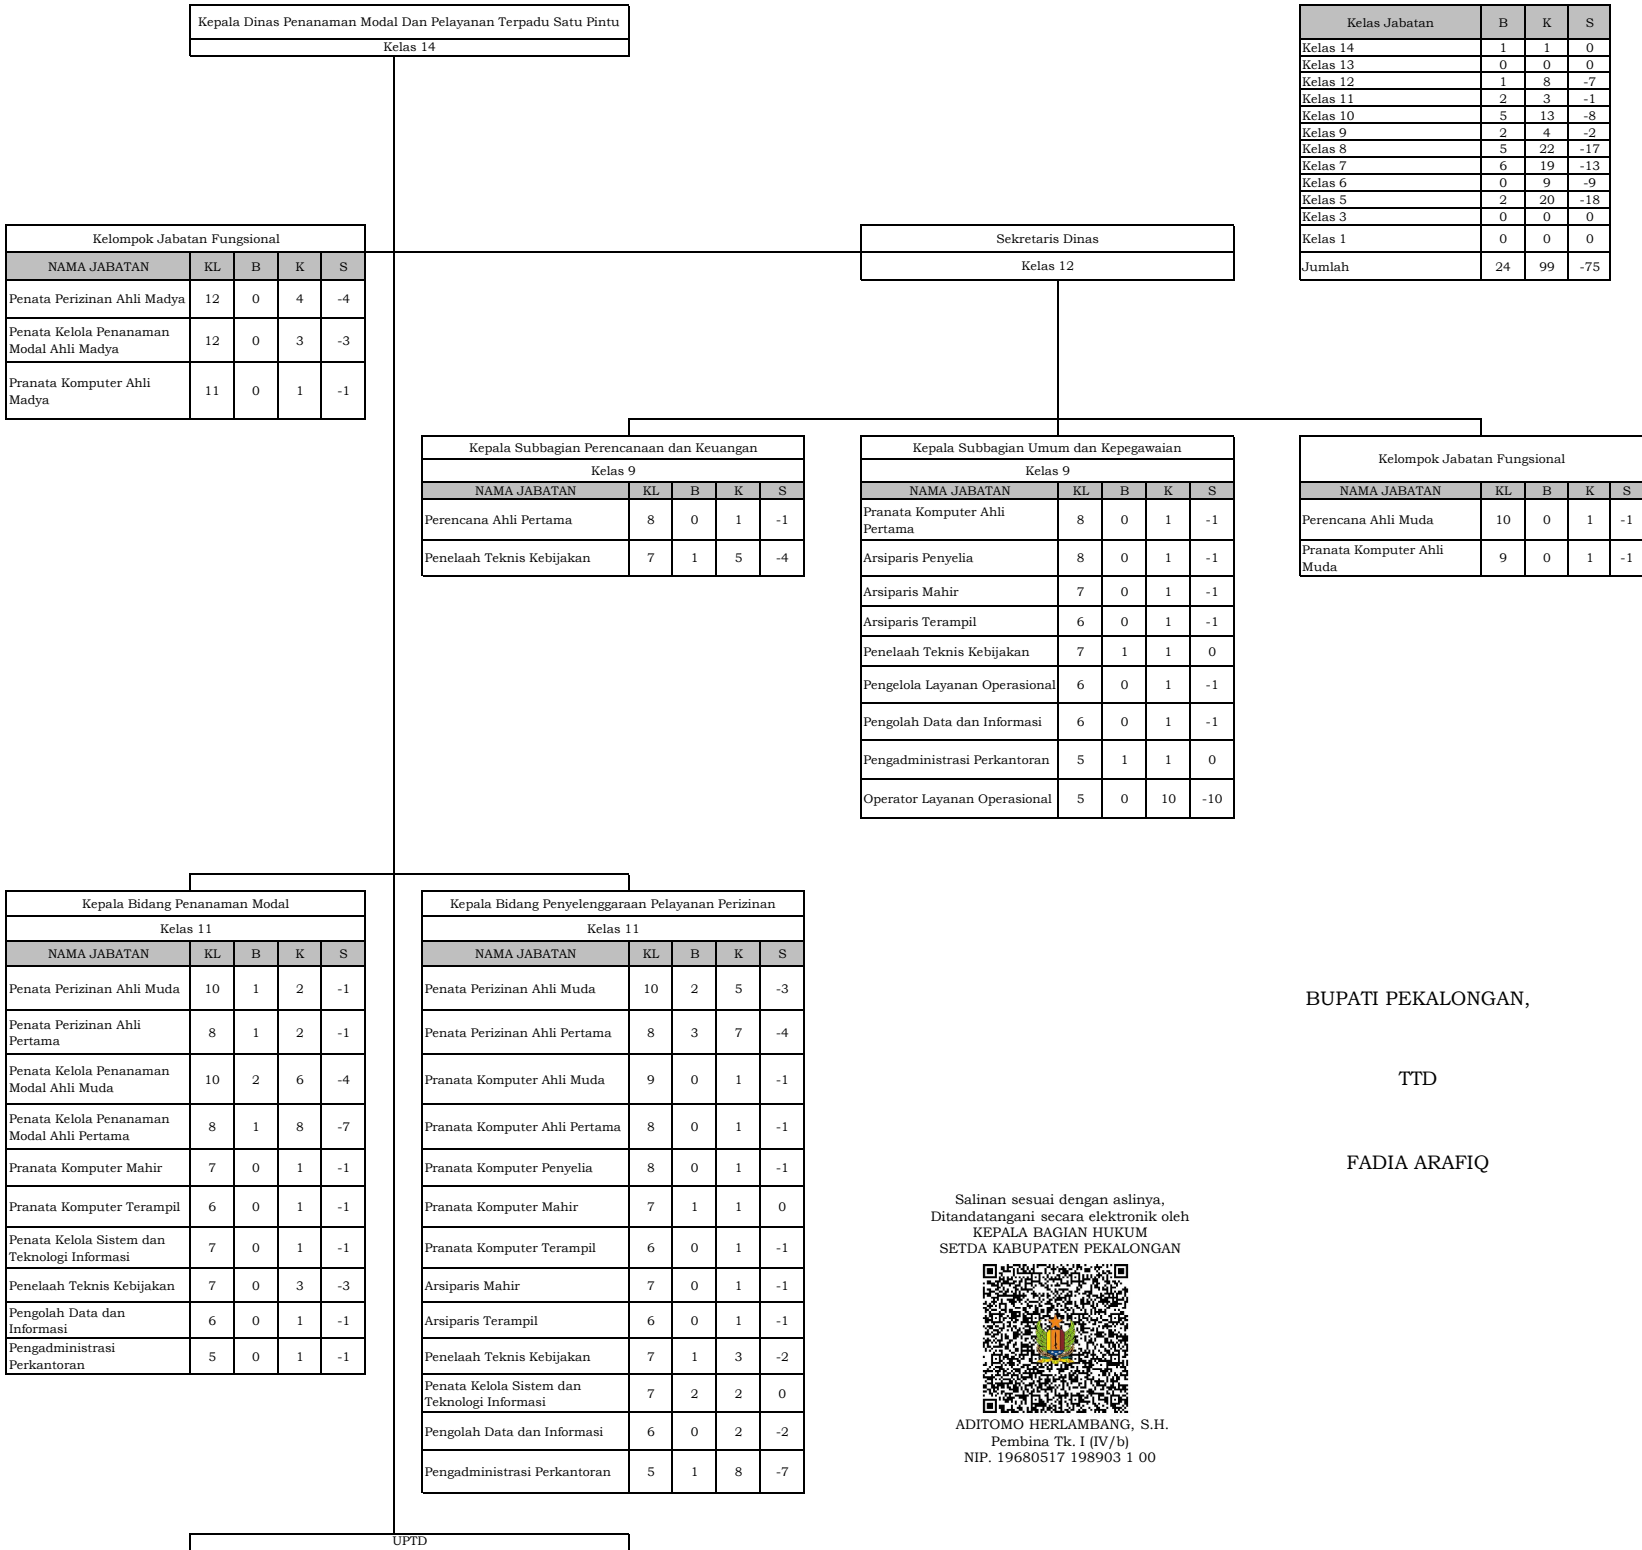 Kepala Dinas Penanaman Modal Dan Pelayanan Terpadu Satu Pintu
Kelas 14
Kelas Jabatan B K S
Kelas 14 1 1 0
Kelas 13 0 0 0
Kelas 12 1 8 -7
Kelas 11 2 3 -1
Kelas 10 5 13 -8
Kelas 9 2 4 -2
Kelas 8 5 22 -17
Kelas 7 6 19 -13
Kelas 6 0 9 -9
Kelas 5 2 20 -18
Kelas 3 0 0 0
Kelas 1 0 0 0
Jumlah 24 99 -75
Kelompok Jabatan Fungsional
NAMA JABATAN KL B K S
Penata Perizinan Ahli Madya 12 0 4 -4
Penata Kelola Penanaman
Modal Ahli Madya 12 0 3 -3
Pranata Komputer Ahli
Madya 11 0 1 -1
Sekretaris Dinas
Kelas 12
Kepala Subbagian Perencanaan dan Keuangan
Kelas 9
NAMA JABATAN KL B K S
Perencana Ahli Pertama 8 0 1 -1
Penelaah Teknis Kebijakan 7 1 5 -4
Kepala Subbagian Umum dan Kepegawaian
Kelas 9
NAMA JABATAN KL B K S
Pranata Komputer Ahli
Pertama 8 0 1 -1
Arsiparis Penyelia 8 0 1 -1
Arsiparis Mahir 7 0 1 -1
Arsiparis Terampil 6 0 1 -1
Penelaah Teknis Kebijakan 7 1 1 0
Pengelola Layanan Operasional 6 0 1 -1
Pengolah Data dan Informasi 6 0 1 -1
Pengadministrasi Perkantoran 5 1 1 0
Operator Layanan Operasional 5 0 10 -10
Kelompok Jabatan Fungsional
NAMA JABATAN KL B K S
Perencana Ahli Muda 10 0 1 -1
Pranata Komputer Ahli
Muda 9 0 1 -1
Kepala Bidang Penanaman Modal
Kelas 11
NAMA JABATAN KL B K S
Penata Perizinan Ahli Muda 10 1 2 -1
Penata Perizinan Ahli
Pertama 8 1 2 -1
Penata Kelola Penanaman
Modal Ahli Muda 10 2 6 -4
Penata Kelola Penanaman
Modal Ahli Pertama 8 1 8 -7
Pranata Komputer Mahir 7 0 1 -1
Pranata Komputer Terampil 6 0 1 -1
Penata Kelola Sistem dan
Teknologi Informasi 7 0 1 -1
Penelaah Teknis Kebijakan 7 0 3 -3
Pengolah Data dan
Informasi 6 0 1 -1
Pengadministrasi
Perkantoran 5 0 1 -1
Kepala Bidang Penyelenggaraan Pelayanan Perizinan
Kelas 11
NAMA JABATAN KL B K S
Penata Perizinan Ahli Muda 10 2 5 -3
Penata Perizinan Ahli Pertama 8 3 7 -4
Pranata Komputer Ahli Muda 9 0 1 -1
Pranata Komputer Ahli Pertama 8 0 1 -1
Pranata Komputer Penyelia 8 0 1 -1
Pranata Komputer Mahir 7 1 1 0
Pranata Komputer Terampil 6 0 1 -1
Arsiparis Mahir 7 0 1 -1
Arsiparis Terampil 6 0 1 -1
Penelaah Teknis Kebijakan 7 1 3 -2
Penata Kelola Sistem dan
Teknologi Informasi 7 2 2 0
Pengolah Data dan Informasi 6 0 2 -2
Pengadministrasi Perkantoran 5 1 8 -7
BUPATI PEKALONGAN,
TTD
FADIA ARAFIQ
Salinan sesuai dengan aslinya,
Ditandatangani secara elektronik oleh
KEPALA BAGIAN HUKUM
SETDA KABUPATEN PEKALONGAN
ADITOMO HERLAMBANG, S.H.
Pembina Tk. I (IV/b)
NIP. 19680517 198903 1 00
UPTD